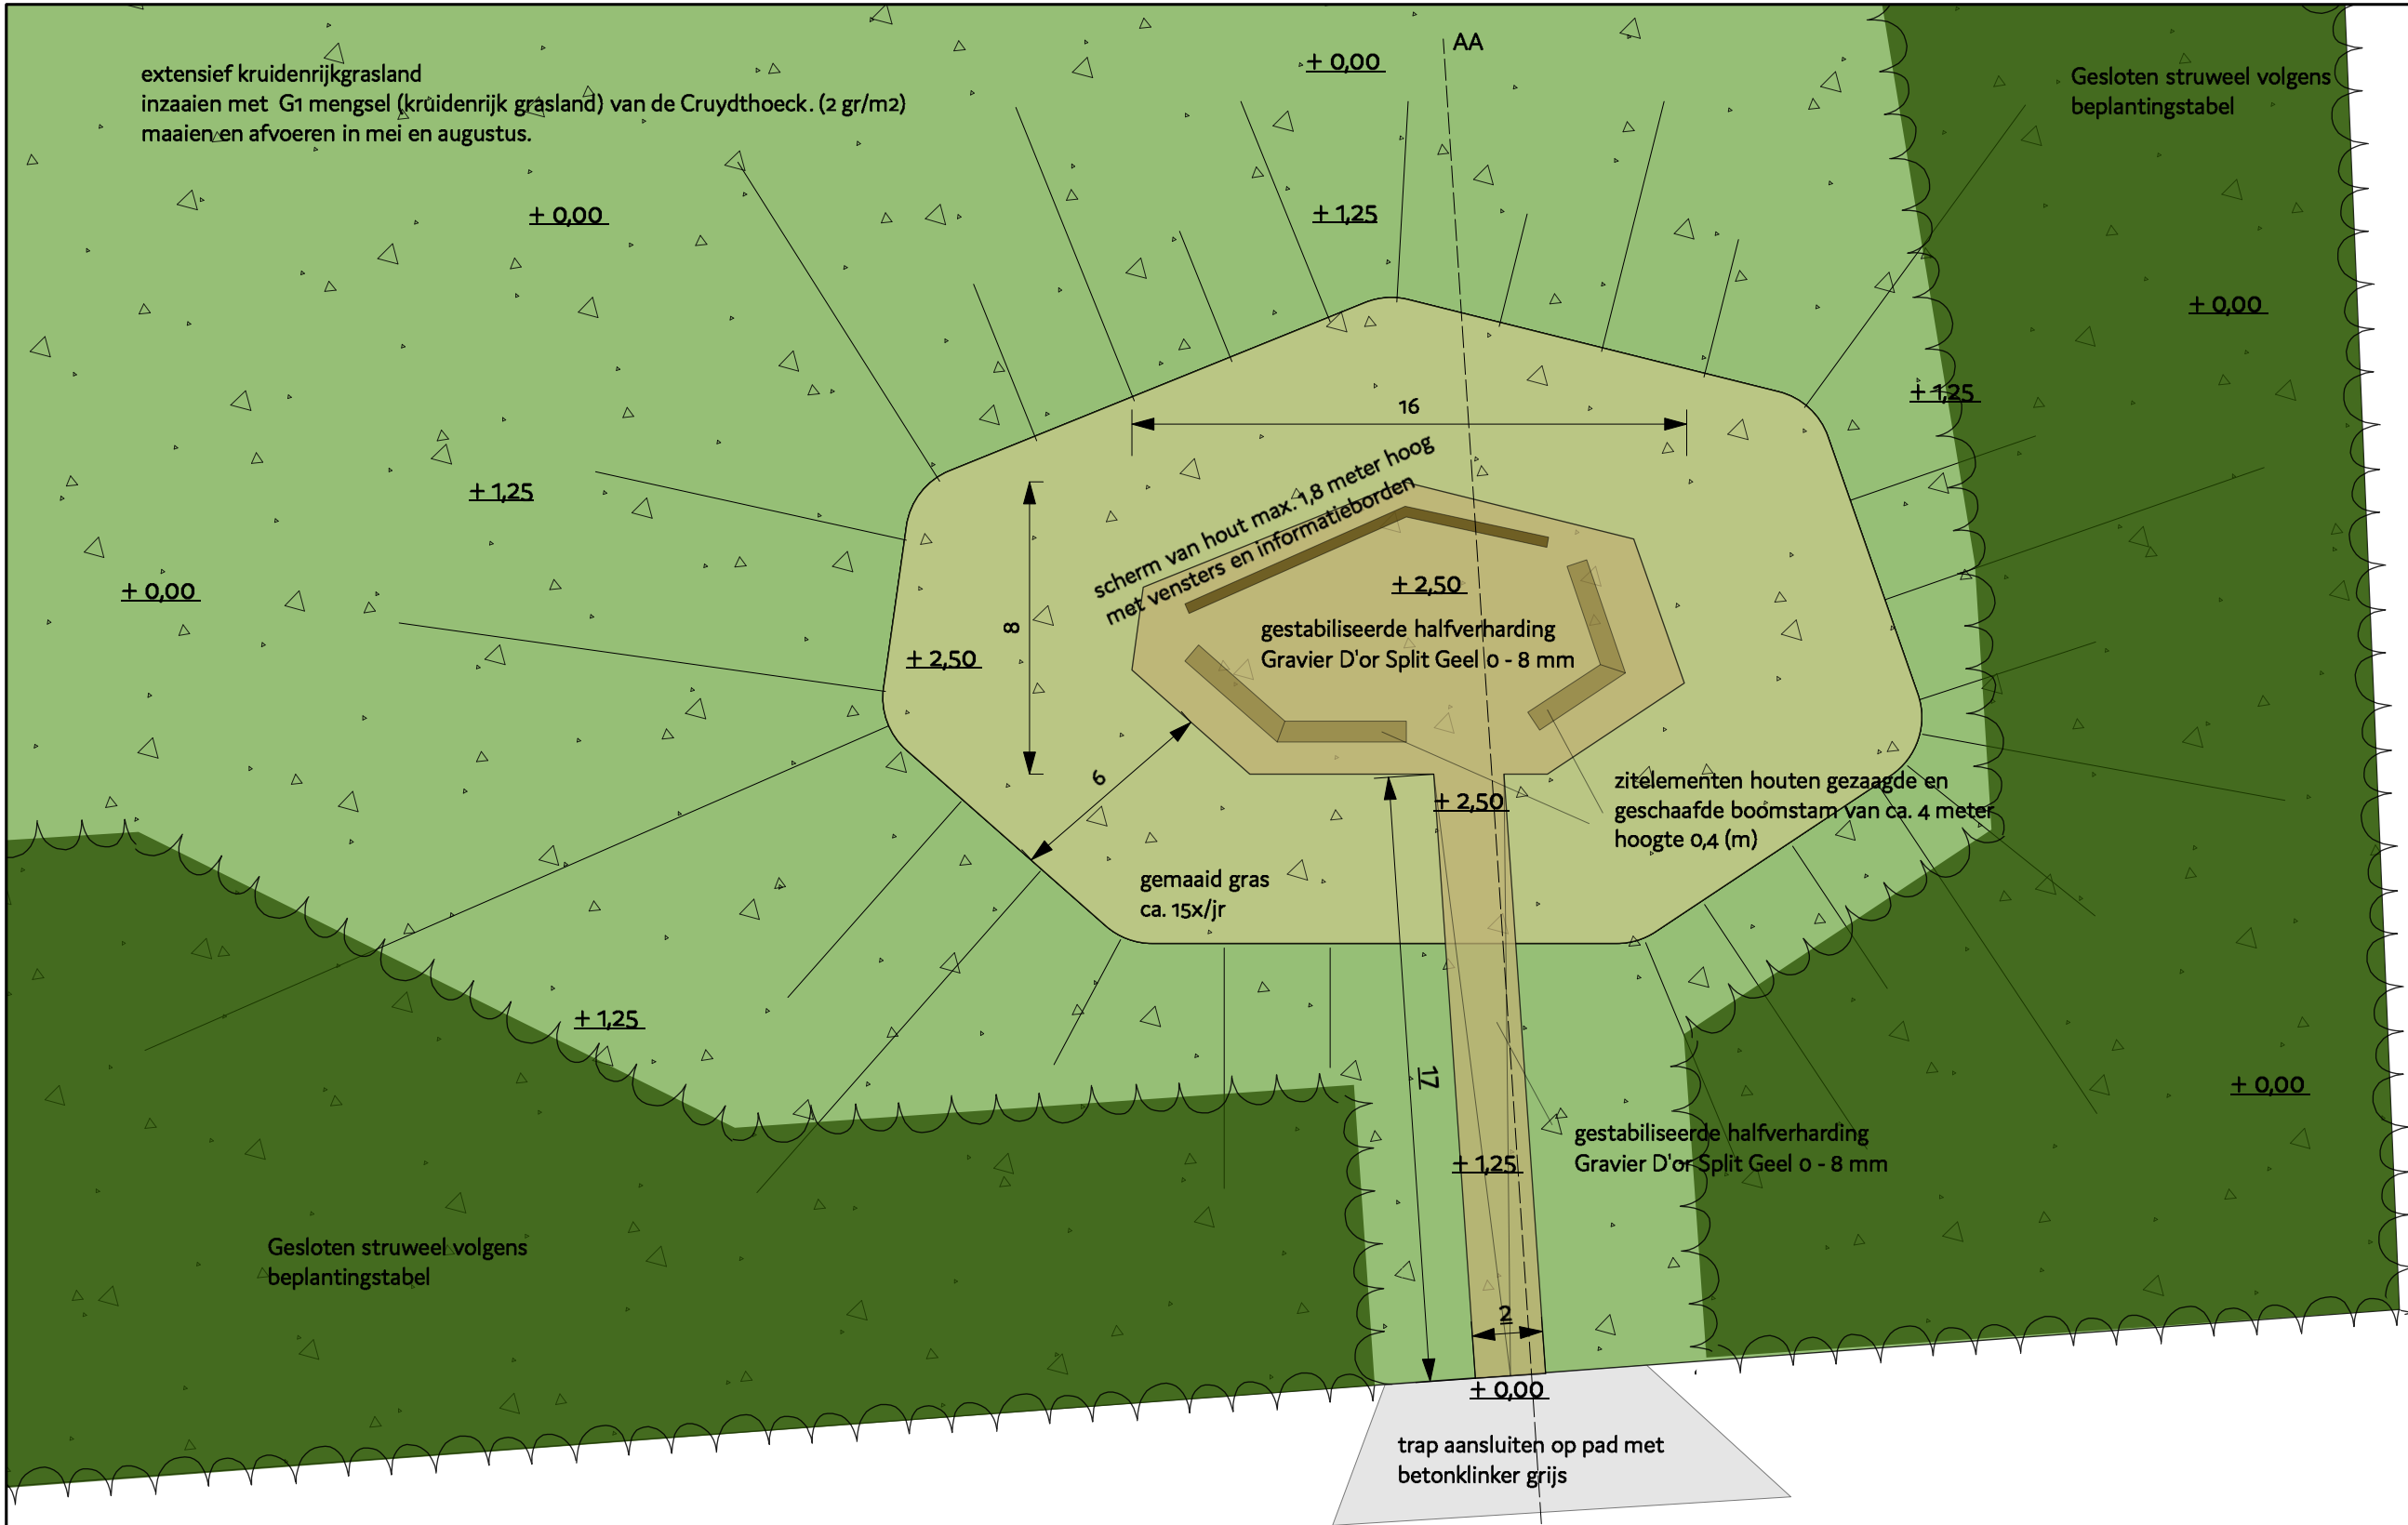 AA
+ 0,00
extensief kruidenrijkgrasland
inzaaien met G1 mengsel (kruidenrijk grasland) van de Cruydthoeck. (2 gr/m2)
maaien en afvoeren in mei en augustus.
Gesloten struweel volgens
beplantingstabel
+ 0,00
+ 1,25
+ 0,00
+ 1,25
16
scherm van hout max. 1,8 meter hoog
met vensters en informatieborden
+ 1,25
+ 0,00
+ 2,50
8
gestabiliseerde halfverharding
Gravier D'or Split Geel 0 - 8 mm
+ 2,50
6
+ 2,50
zitelementen houten gezaagde en
geschaafde boomstam van ca. 4 meter
hoogte 0,4 (m)
gemaaid gras
ca. 15x/jr
+ 1,25
17
+ 0,00
gestabiliseerde halfverharding
Gravier D'or Split Geel 0 - 8 mm
+ 1,25
Gesloten struweel volgens
beplantingstabel
2
+ 0,00
trap aansluiten op pad met
betonklinker grijs